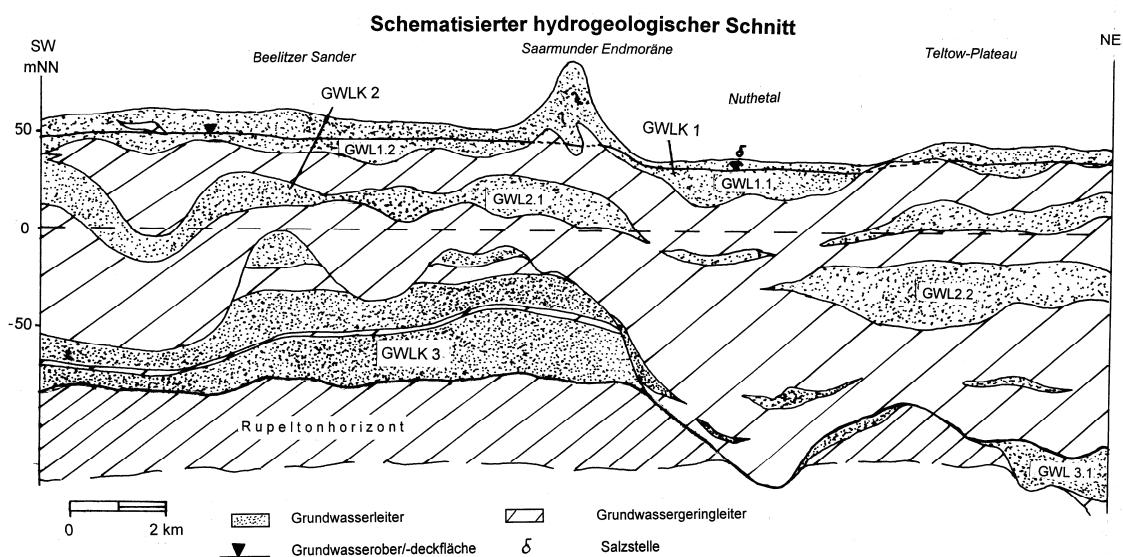 Schematisierter hydrogeologischer Schnitt
SW
NE
mNN
Beelitzer Sander
Saarmunder Endmoräne
Teltow-Plateau
GWLK 2
Nuthetal
50
GWLK 1
GWL1.2
GWL1.1
GWL2.1
0
GWL2.2
-50
GWLK 3
Rupeltonhorizont
GWL 3.1
0 2 km
Grundwasserleiter
Grundwassergeringleiter
Grundwasserober/-deckfläche
δ Salzstelle